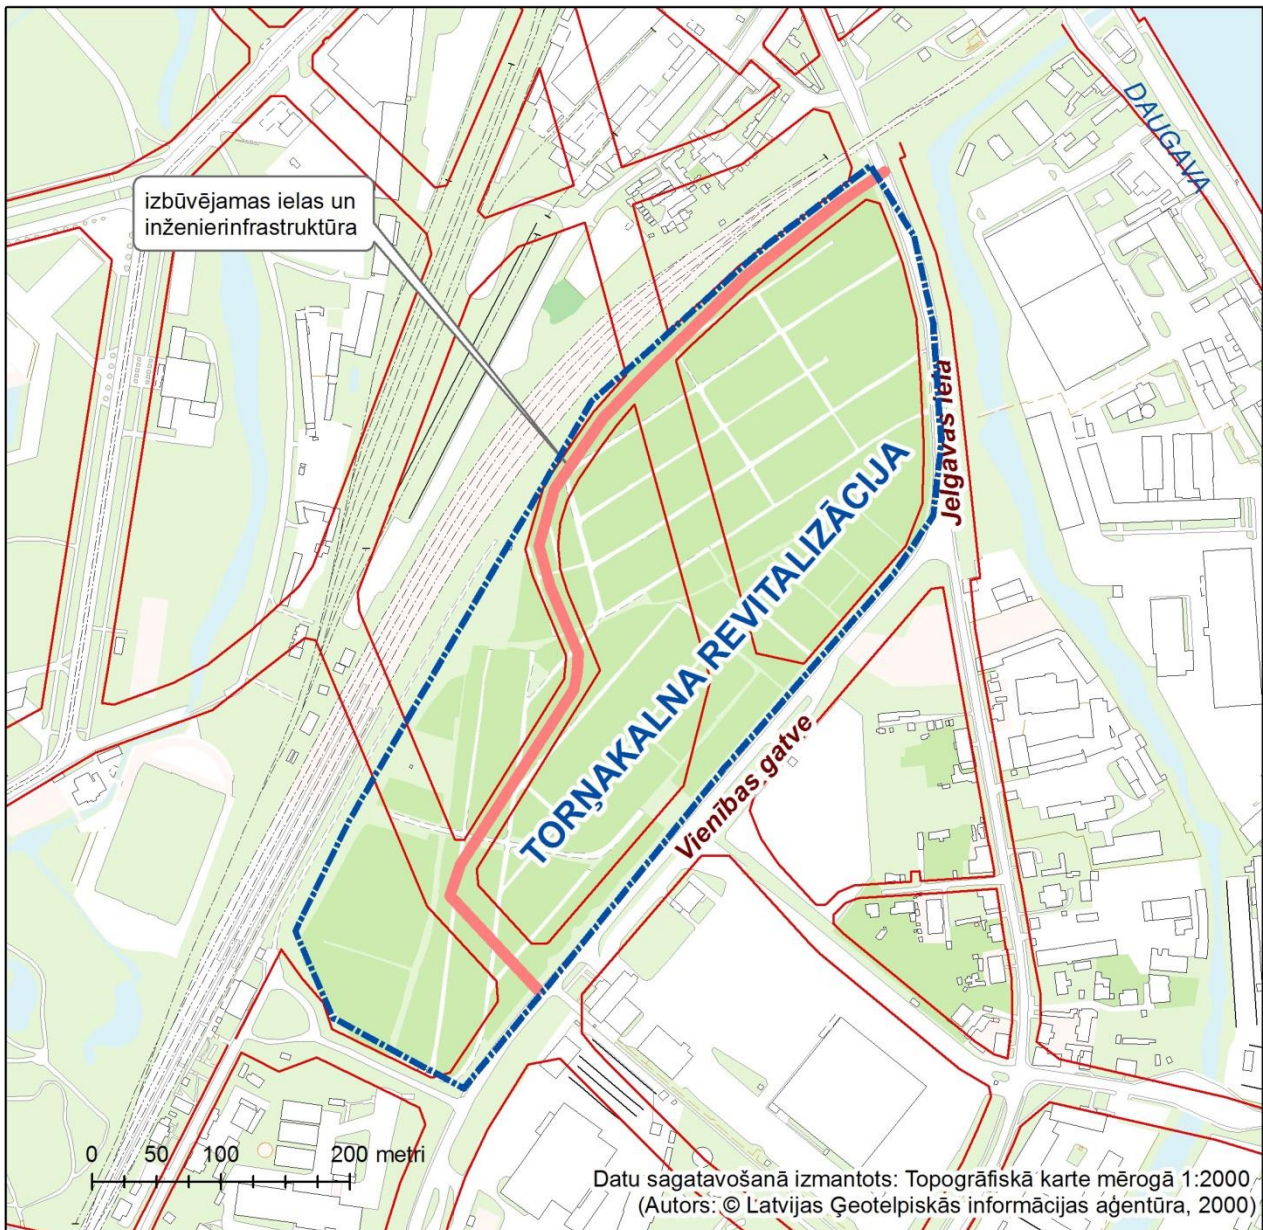 DAUGAVA
izbūvējamas ielas un
inženierinfrastruktūra
Jelgavas iela
TORŅAKALNA REVITALIZĀCIJA
Vienības gatve
0 50 100 200 metri
Datu sagatavošanā izmantots: Topogrāfiskā karte mērogā 1:2000
(Autors: © Latvijas Ģeotelpiskās informācijas aģentūra, 2000)